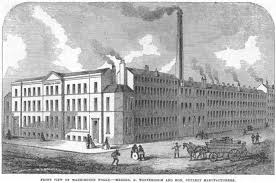 FRONT VIEW OF WASHINGTON WORKS.—MESSRS. G. WOSTENHOLM AND SON, CUTLERY MANUFACTURERS.